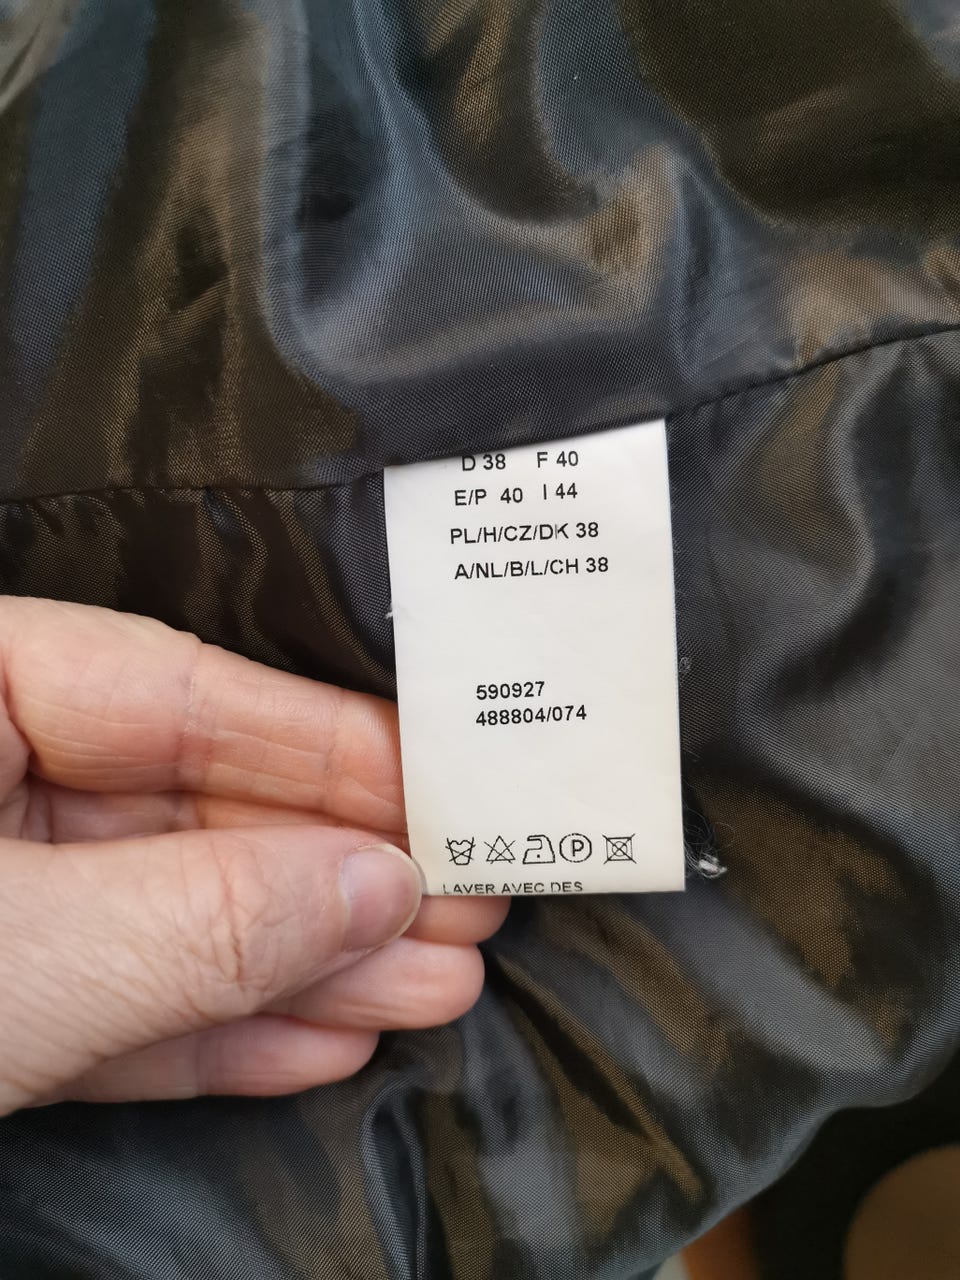 D 38 F 40
E/P 40 I 44
PL/H/CZ/DK 38
A/NL/B/L/CH 38
590927
488804/074
P
LAVER AVEC DES